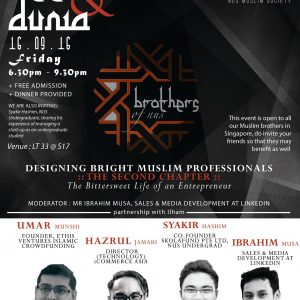 NUS MUSLIM SOCIETY
&
dunia
16.09.16
Friday
6.30pm - 9.30pm
+ FREE ADMISSION
+ DINNER PROVIDED
WE ARE ALSO INVITING:
Syakir Hashim, NUS
Undergraduate, sharing his
experience of managing a
start up as an undergraduate
student
Venue : LT 33 @ S17
brothers
of nus
This event is open to all
our Muslim brothers in
Singapore, do invite your
friends so that they may
benefit as well
DESIGNING BRIGHT MUSLIM PROFESSIONALS
:: THE SECOND CHAPTER ::
The Bittersweet Life of an Entrepreneur
MODERATOR : MR IBRAHIM MUSA, SALES & MEDIA DEVELOPMENT AT LINKEDIN
partnership with Ilham
UMAR MUNSHI
FOUNDER, ETHIS
VENTURES ISLAMIC
CROWDFUNDING
HAZRUL JAMARI
DIRECTOR
(TECHNOLOGY)
ICOMMERCE ASIA
SYAKIR HASHIM
CO-FOUNDER
SKOLAFUND PTE LTD,
NUS UNDERGRAD
IBRAHIM MUSA
SALES & MEDIA
DEVELOPMENT AT
LINKEDIN